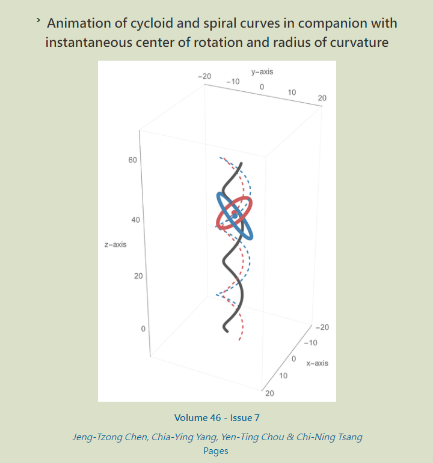 › Animation of cycloid and spiral curves in companion with
instantaneous center of rotation and radius of curvature
y-axis
-20
-10
0
10
20
60
40
z-axis
20
0
-20
-10
0
x-axis
10
20
Volume 46 - Issue 7
Jeng-Tzong Chen, Chia-Ying Yang, Yen-Ting Chou & Chi-Ning Tsang
Pages